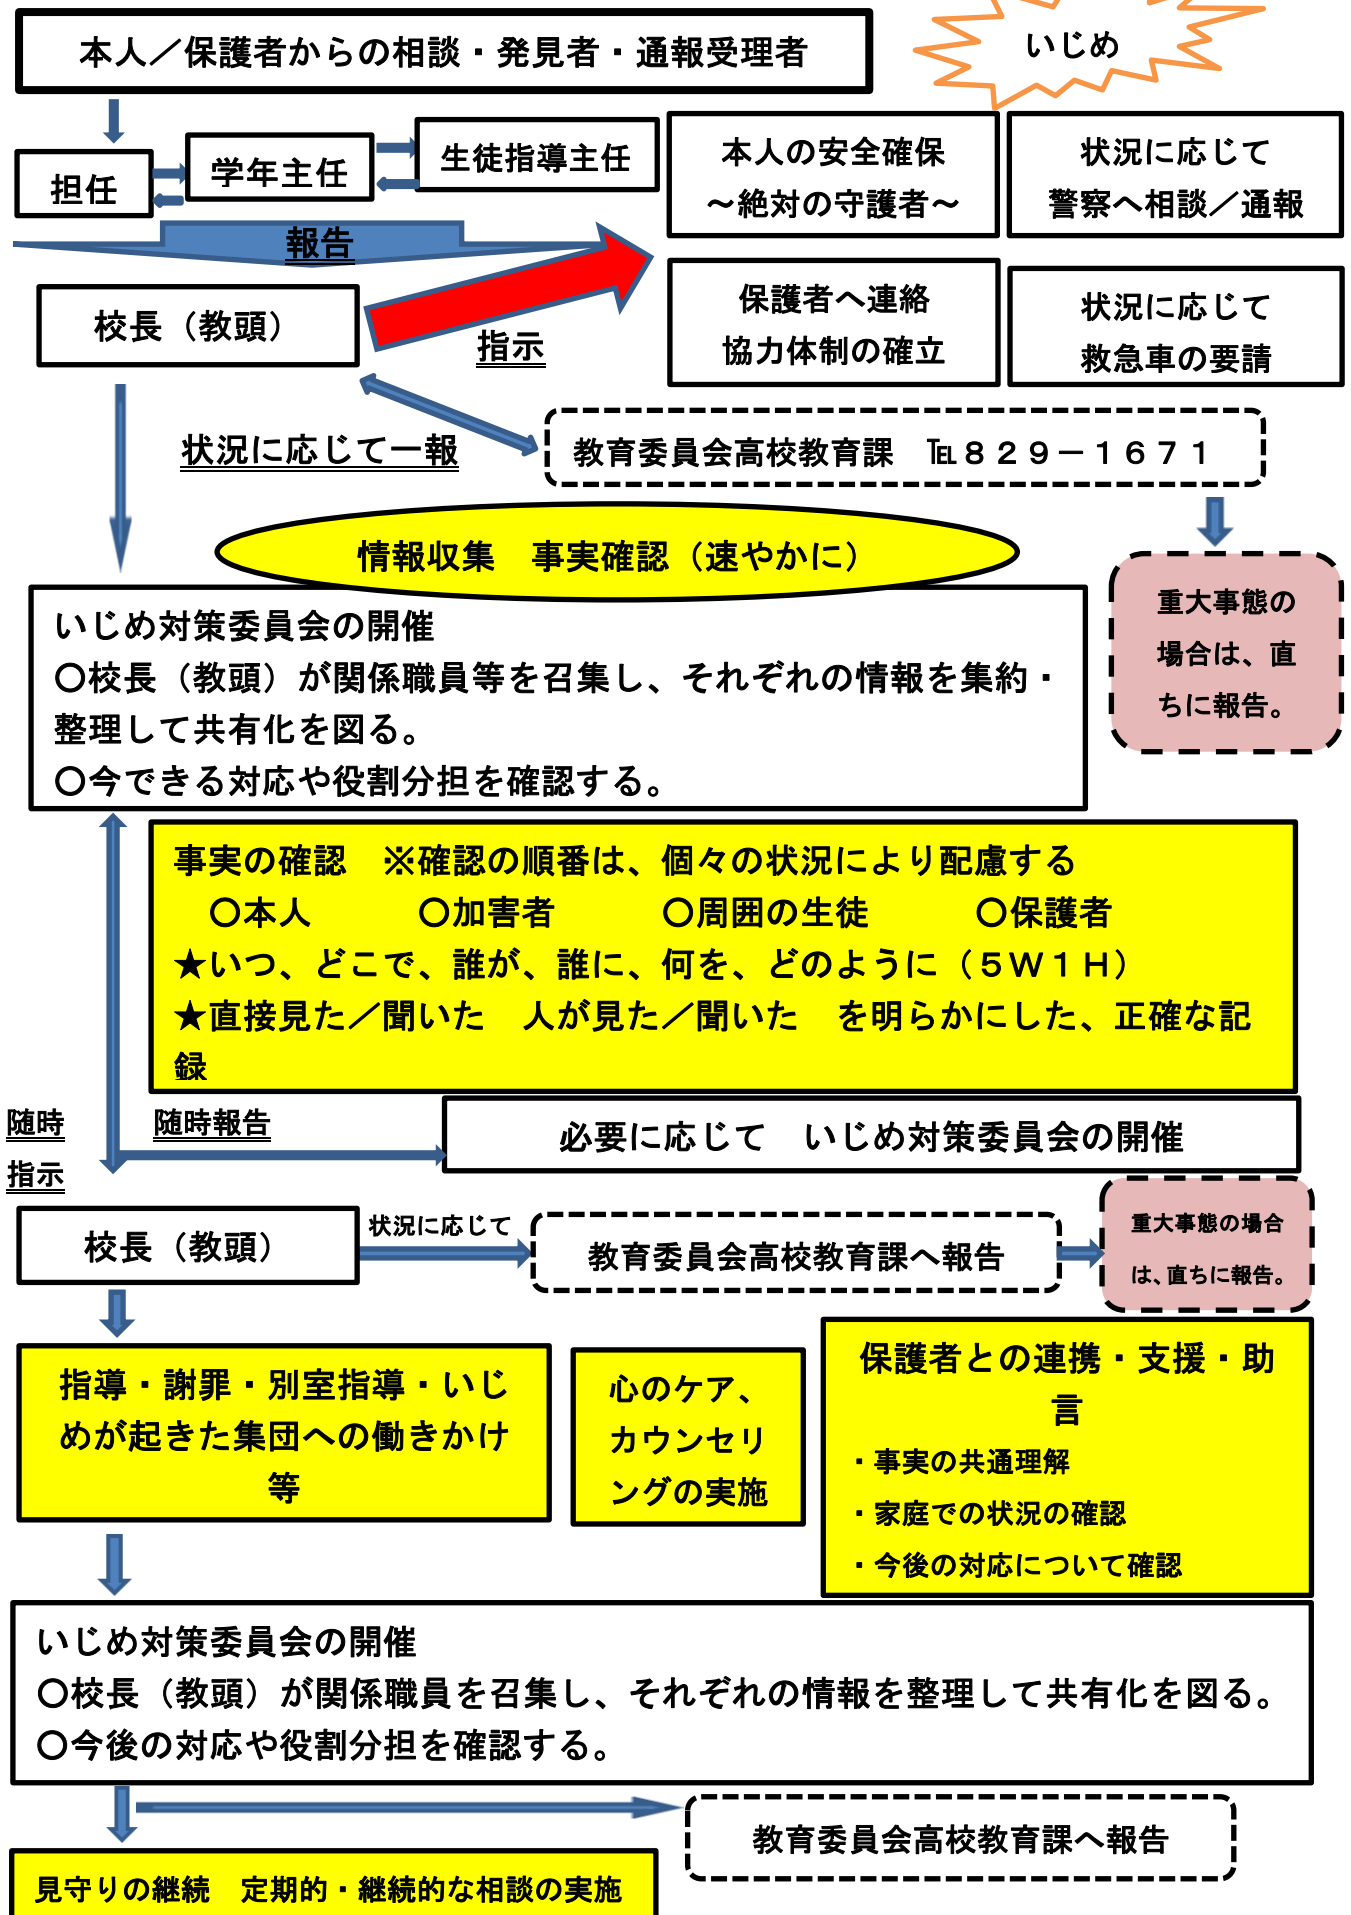 いじめ
本人／保護者からの相談・発見者・通報受理者
担任
学年主任
生徒指導主任
本人の安全確保
～絶対の守護者～
状況に応じて
警察へ相談／通報
報告
校長（教頭）
指示
保護者へ連絡
協力体制の確立
状況に応じて
救急車の要請
状況に応じて一報
教育委員会高校教育課　℡８２９－１６７１
情報収集　事実確認（速やかに）
重大事態の
場合は、直
ちに報告。
いじめ対策委員会の開催
○校長（教頭）が関係職員等を召集し、それぞれの情報を集約・
整理して共有化を図る。
○今できる対応や役割分担を確認する。
事実の確認　※確認の順番は、個々の状況により配慮する
○本人　　　○加害者　　　○周囲の生徒　　　○保護者
★いつ、どこで、誰が、誰に、何を、どのように（５Ｗ１Ｈ）
★直接見た／聞いた　人が見た／聞いた　を明らかにした、正確な記
録
随時
指示
随時報告
必要に応じて　いじめ対策委員会の開催
校長（教頭）
状況に応じて
教育委員会高校教育課へ報告
重大事態の場合
は、直ちに報告。
指導・謝罪・別室指導・いじ
めが起きた集団への働きかけ
等
心のケア、
カウンセリ
ングの実施
保護者との連携・支援・助
言
・事実の共通理解
・家庭での状況の確認
・今後の対応について確認
いじめ対策委員会の開催
○校長（教頭）が関係職員を召集し、それぞれの情報を整理して共有化を図る。
○今後の対応や役割分担を確認する。
教育委員会高校教育課へ報告
見守りの継続　定期的・継続的な相談の実施